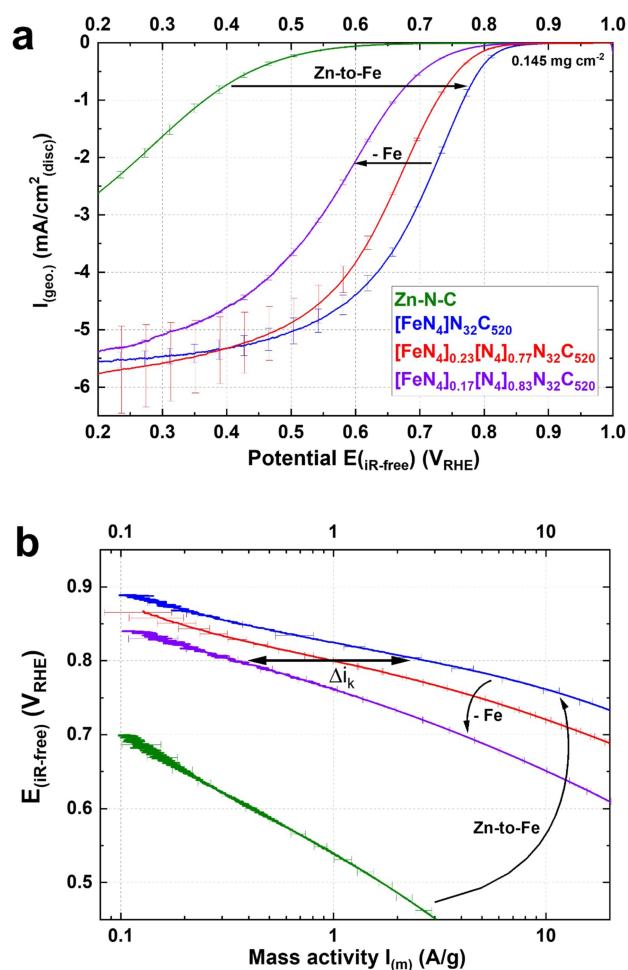 a
0.2 0.3 0.4 0.5 0.6 0.7 0.8 0.9 1.0
0
-1
-2
-3
-4
-5
-6
I(geo.) (mA/cm²(disc))
Zn-to-Fe
0.145 mg cm⁻²
- Fe
Zn-N-C
[FeN₄]N₃₂C₅₂₀
[FeN₄]₀.₂₃[N₄]₀.₇₇N₃₂C₅₂₀
[FeN₄]₀.₁₇[N₄]₀.₈₃N₃₂C₅₂₀
0.2 0.3 0.4 0.5 0.6 0.7 0.8 0.9 1.0
Potential E(iR-free) (VRHE)
b
0.1 1 10
0.9
0.8
0.7
0.6
0.5
E(iR-free) (VRHE)
Δik
- Fe
Zn-to-Fe
0.1 1 10
Mass activity I(m) (A/g)